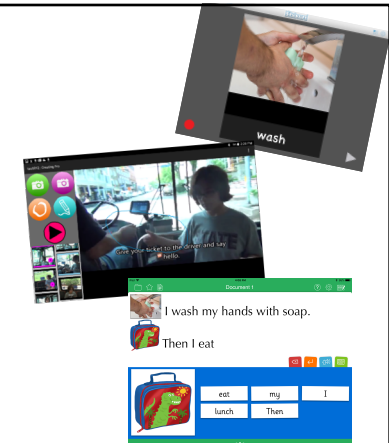 wash
Give your ticket to the driver and say
hello.
Document 1
I wash my hands with soap.
Then I eat
eat my I
lunch Then